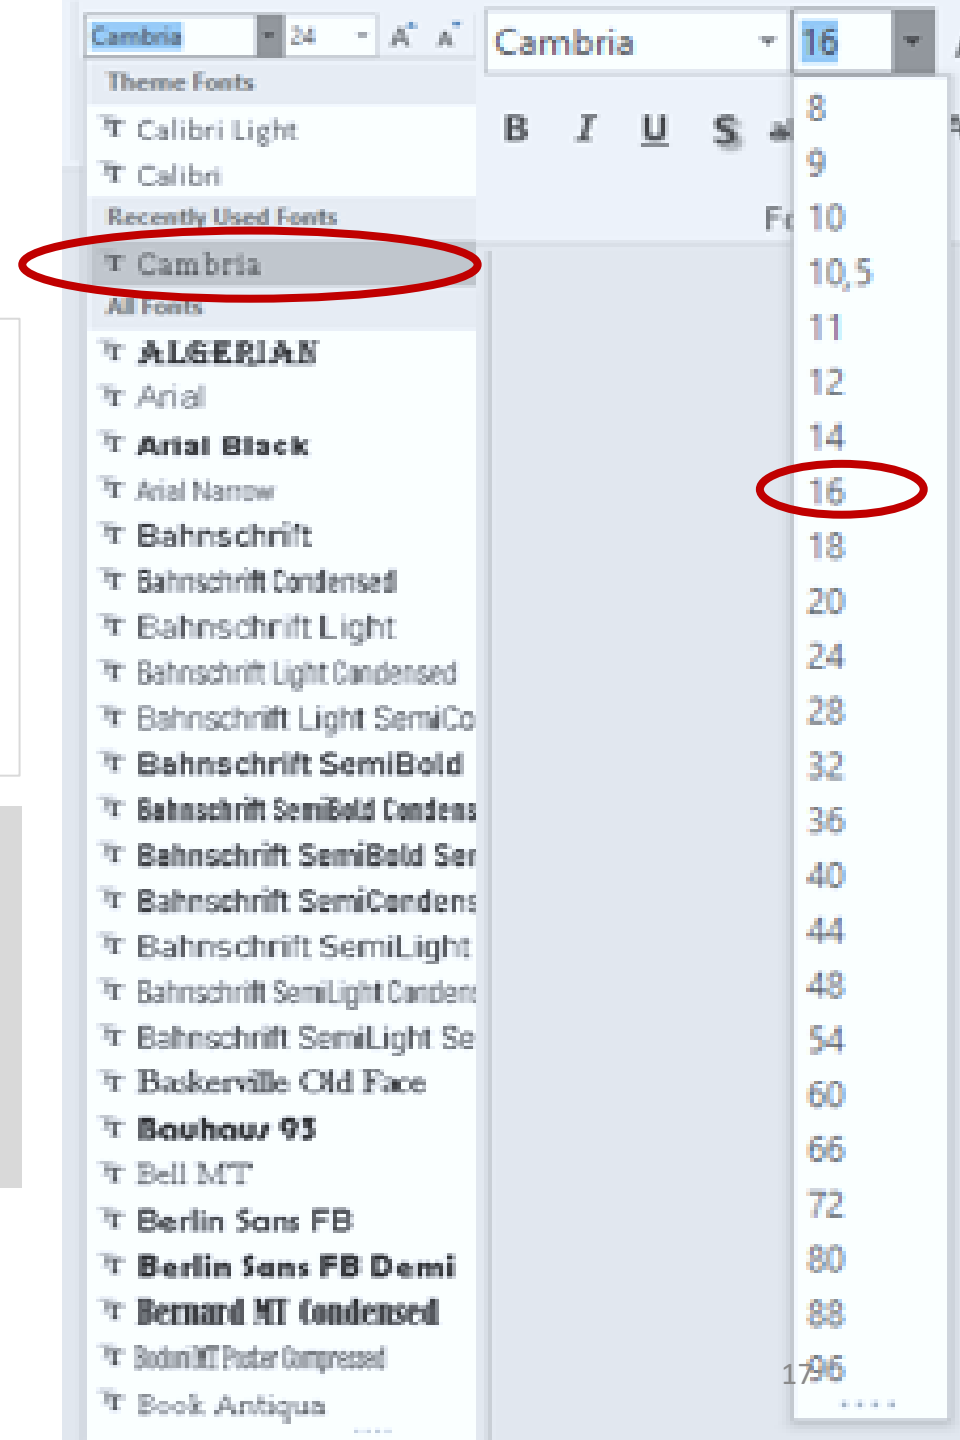 Cambria 24 A A
Theme Fonts
Calibri Light
Calibri
Recently Used Fonts
Cambria
All Fonts
ALGERIAN
Arial
Arial Black
Arial Narrow
Bahnschrift
Bahnschrift Condensed
Bahnschrift Light
Bahnschrift Light Condensed
Bahnschrift Light SemiCo
Bahnschrift SemiBold
Bahnschrift SemiBold Condens
Bahnschrift SemiBold Ser
Bahnschrift SemiCondens
Bahnschrift SemiLight
Bahnschrift SemiLight Condens
Bahnschrift SemiLight Se
Baskerville Old Face
Bauhaus 93
Bell MT
Berlin Sans FB
Berlin Sans FB Demi
Bernard MT Condensed
Bodoni MT Poster Compressed
Book Antiqua
Cambria 16
B I U S ab
Fo
8
9
10
10,5
11
12
14
16
18
20
24
28
32
36
40
44
48
54
60
66
72
80
88
96
17